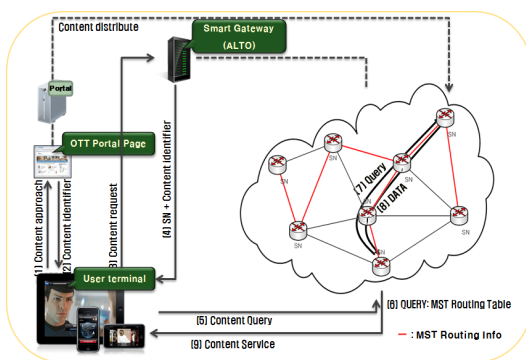 Content distribute
Smart Gateway
(ALTO)
Portal
OTT Portal Page
[1] Content approach
[2] Content identifier
[3] Content request
[4] SN + Content identifier
User terminal
SN
SN
SN
SN
SN
SN
SN
SN
[7] Query
[8] DATA
[5] Content Query
[9] Content Service
[6] QUERY: MST Routing Table
: MST Routing Info